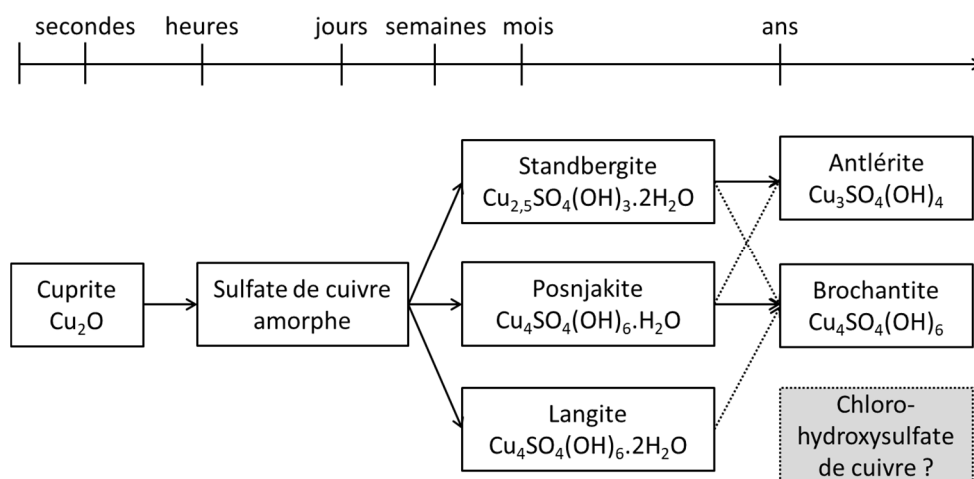 secondes heures jours semaines mois ans
Standbergite
Cu₂,₅SO₄(OH)₃.2H₂O
Antlérite
Cu₃SO₄(OH)₄
Cuprite
Cu₂O
Sulfate de cuivre
amorphe
Posnjakite
Cu₄SO₄(OH)₆.H₂O
Brochantite
Cu₄SO₄(OH)₆
Langite
Cu₄SO₄(OH)₆.2H₂O
Chloro-
hydroxysulfate
de cuivre ?